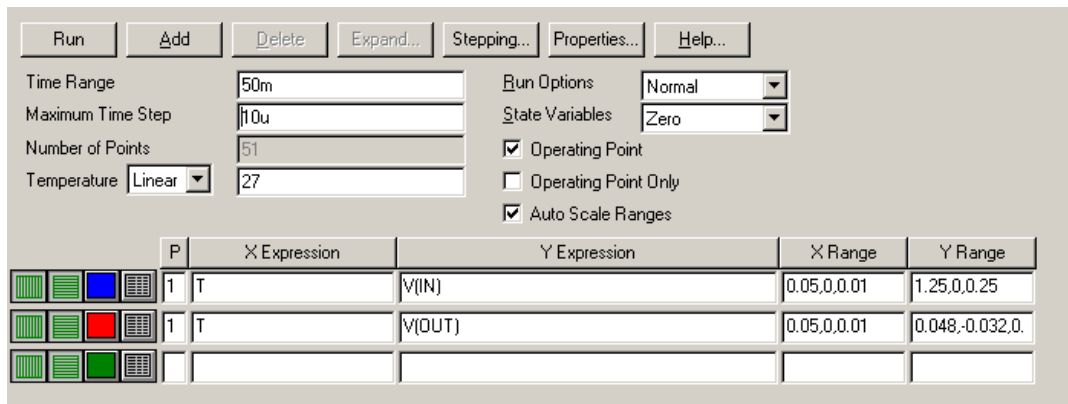 Run Add Delete Expand... Stepping... Properties... Help...
Time Range 50m Run Options Normal
Maximum Time Step 10u State Variables Zero
Number of Points 51 Operating Point
Temperature Linear 27 Operating Point Only
Auto Scale Ranges
P X Expression Y Expression X Range Y Range
1 T V(IN) 0.05,0,0.01 1.25,0,0.25
1 T V(OUT) 0.05,0,0.01 0.048,-0.032,0.